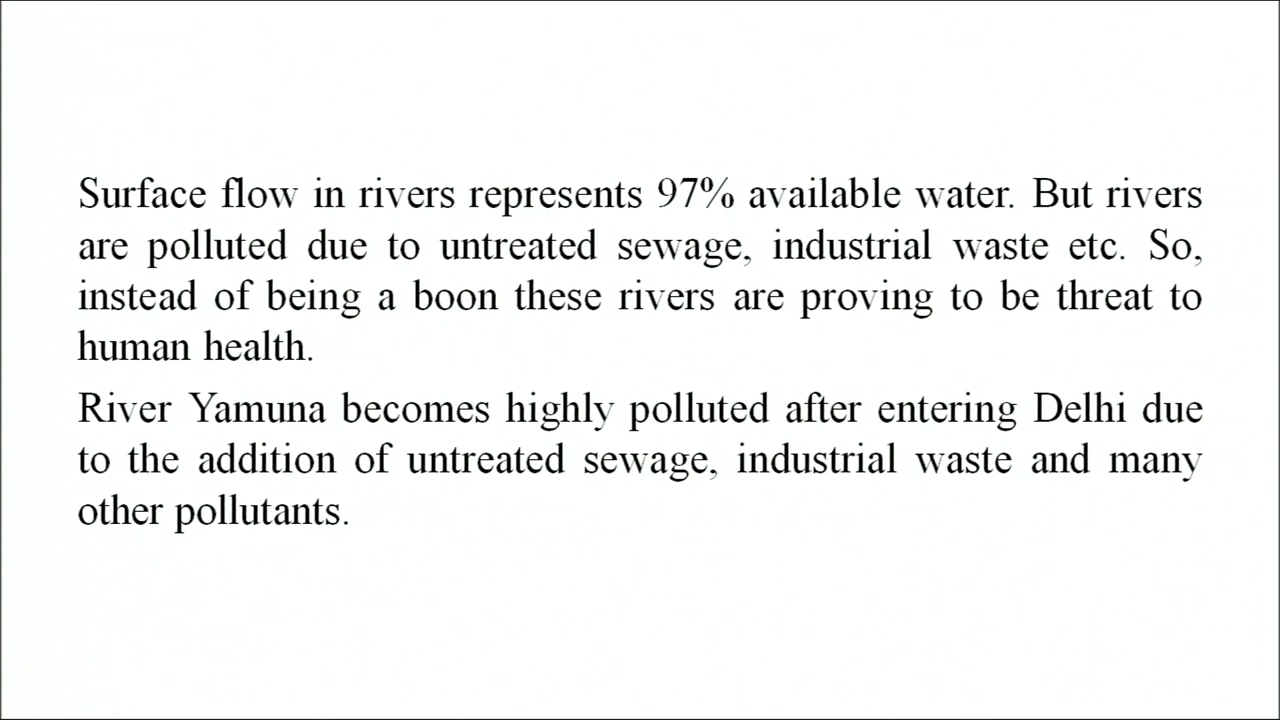 Surface flow in rivers represents 97% available water. But rivers
are polluted due to untreated sewage, industrial waste etc. So,
instead of being a boon these rivers are proving to be threat to
human health.
River Yamuna becomes highly polluted after entering Delhi due
to the addition of untreated sewage, industrial waste and many
other pollutants.